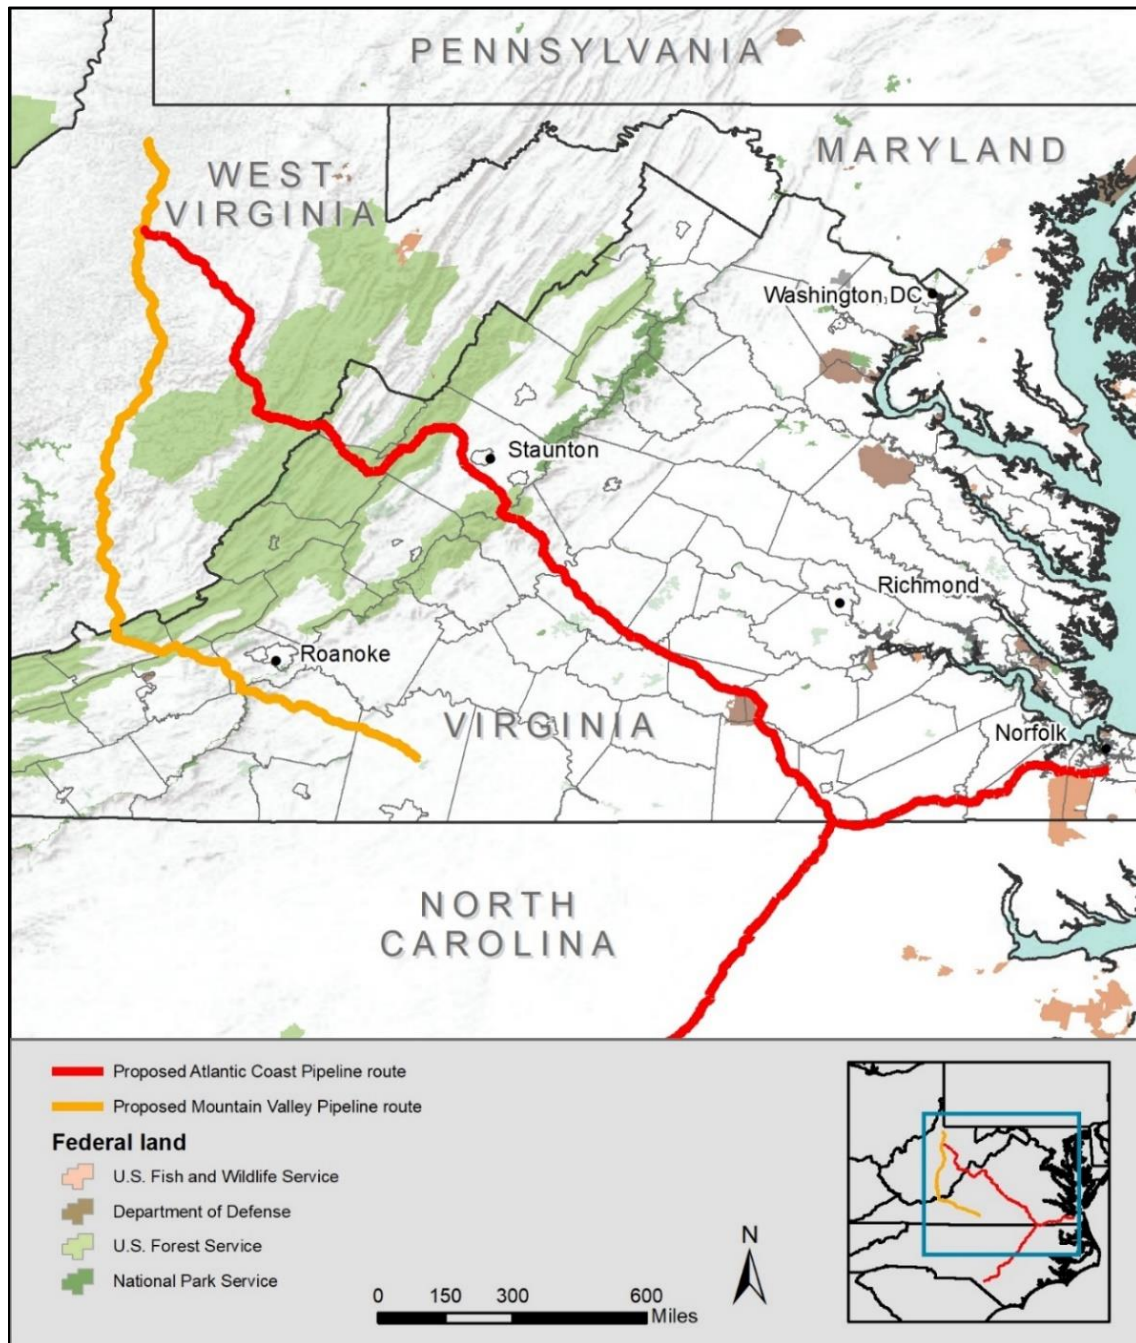 PENNSYLVANIA
MARYLAND
WEST
VIRGINIA
Washington, DC
Staunton
Richmond
Roanoke
VIRGINIA
Norfolk
NORTH
CAROLINA
Proposed Atlantic Coast Pipeline route
Proposed Mountain Valley Pipeline route
Federal land
U.S. Fish and Wildlife Service
Department of Defense
U.S. Forest Service
National Park Service
N
0 150 300 600
Miles